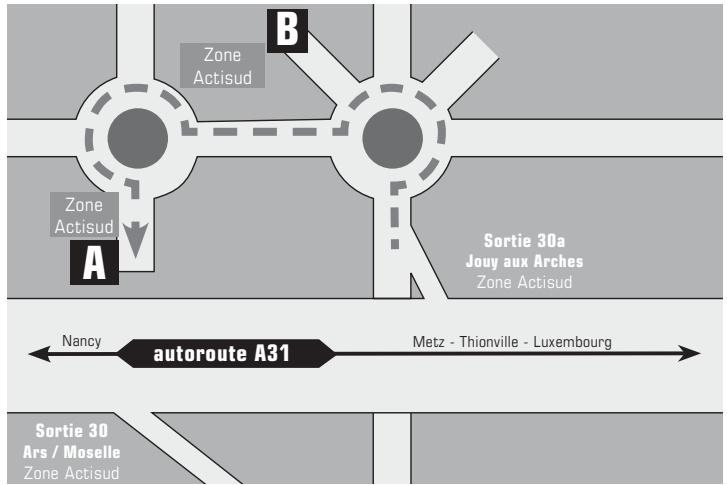 B
Zone
Actisud
Zone
Actisud
A
Sortie 30a
Jouy aux Arches
Zone Actisud
Nancy
autoroute A31
Metz - Thionville - Luxembourg
Sortie 30
Ars / Moselle
Zone Actisud